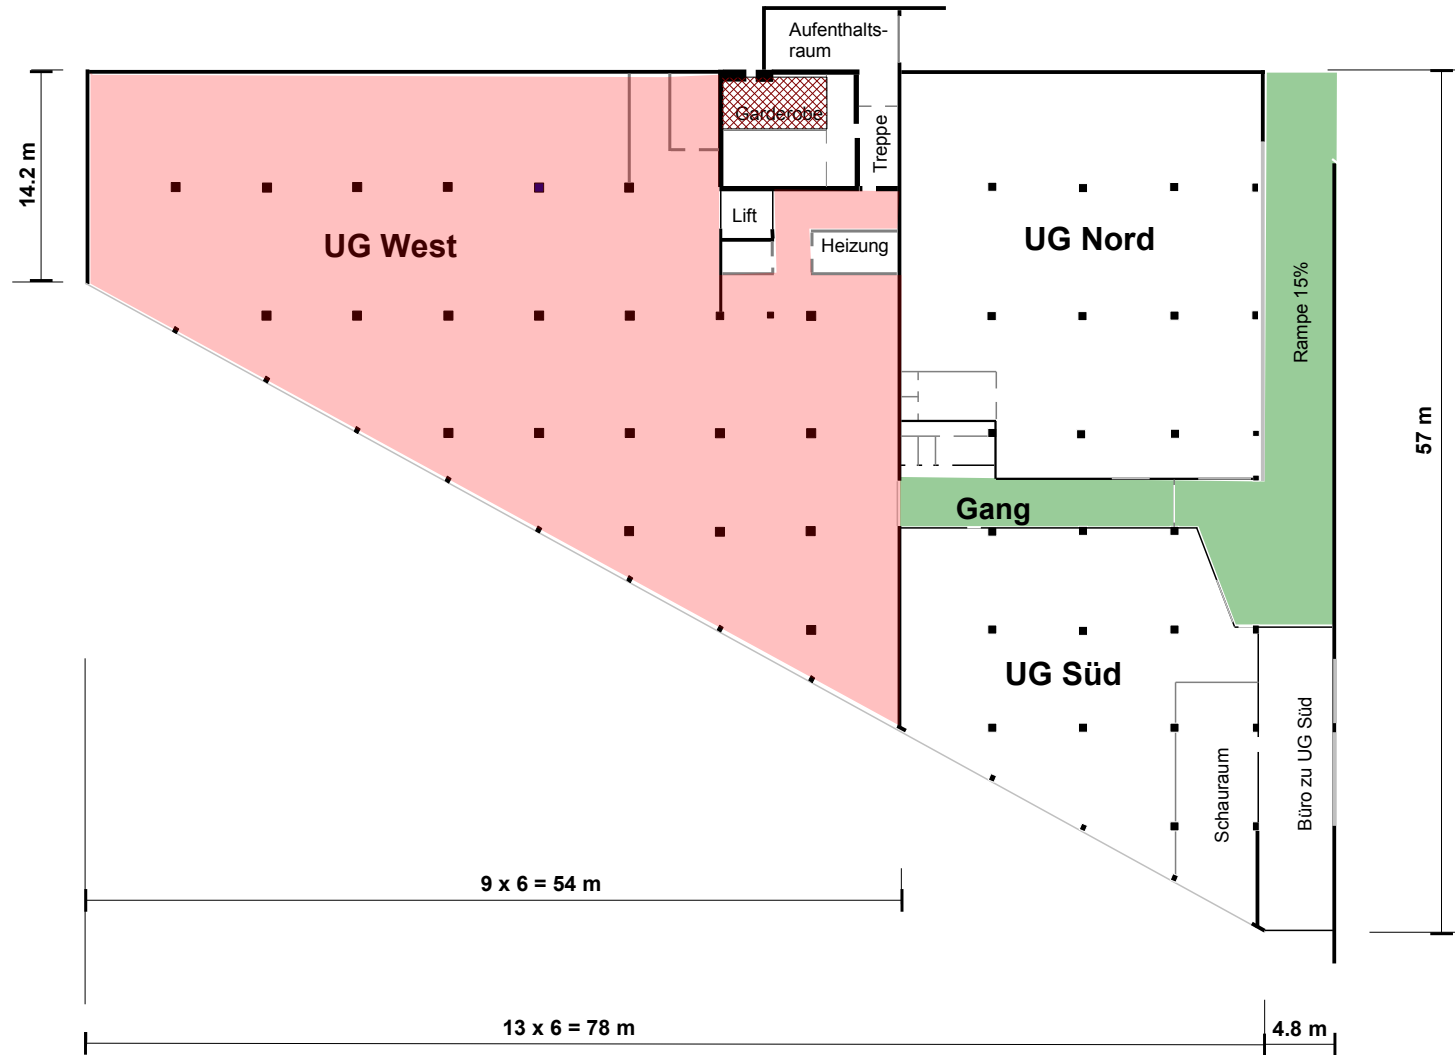 Aufenthalts-
raum
Garderobe
Treppe
14.2 m
UG West
Lift
Heizung
UG Nord
Rampe 15%
57 m
Gang
UG Süd
Schauraum
Büro zu UG Süd
9 x 6 = 54 m
13 x 6 = 78 m
4.8 m